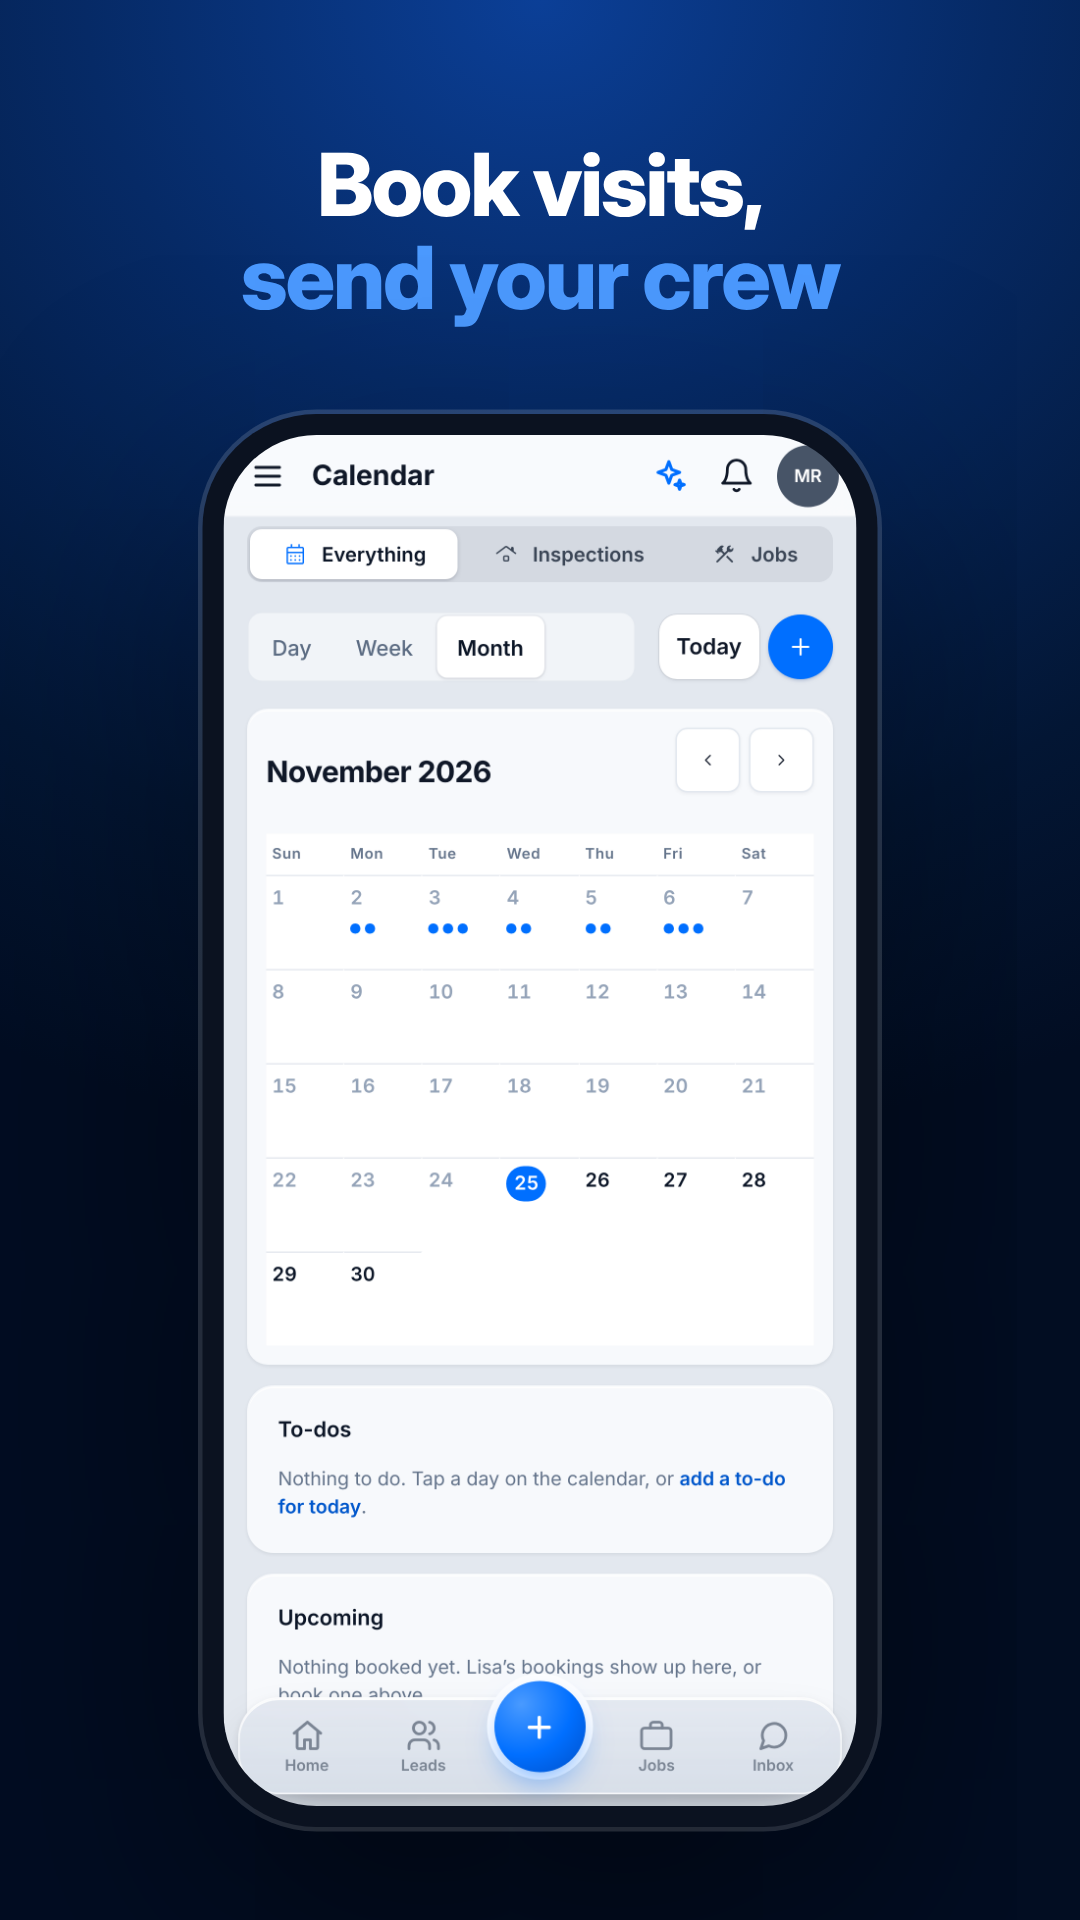 Book visits,
send your crew
Calendar
MR
Everything
Inspections
Jobs
Day
Week
Month
Today
November 2026
Sun Mon Tue Wed Thu Fri Sat
1 2 3 4 5 6 7
8 9 10 11 12 13 14
15 16 17 18 19 20 21
22 23 24 25 26 27 28
29 30
To-dos
Nothing to do. Tap a day on the calendar, or add a to-do
for today.
Upcoming
Nothing booked yet. Lisa’s bookings show up here, or
book one above
Home
Leads
Jobs
Inbox